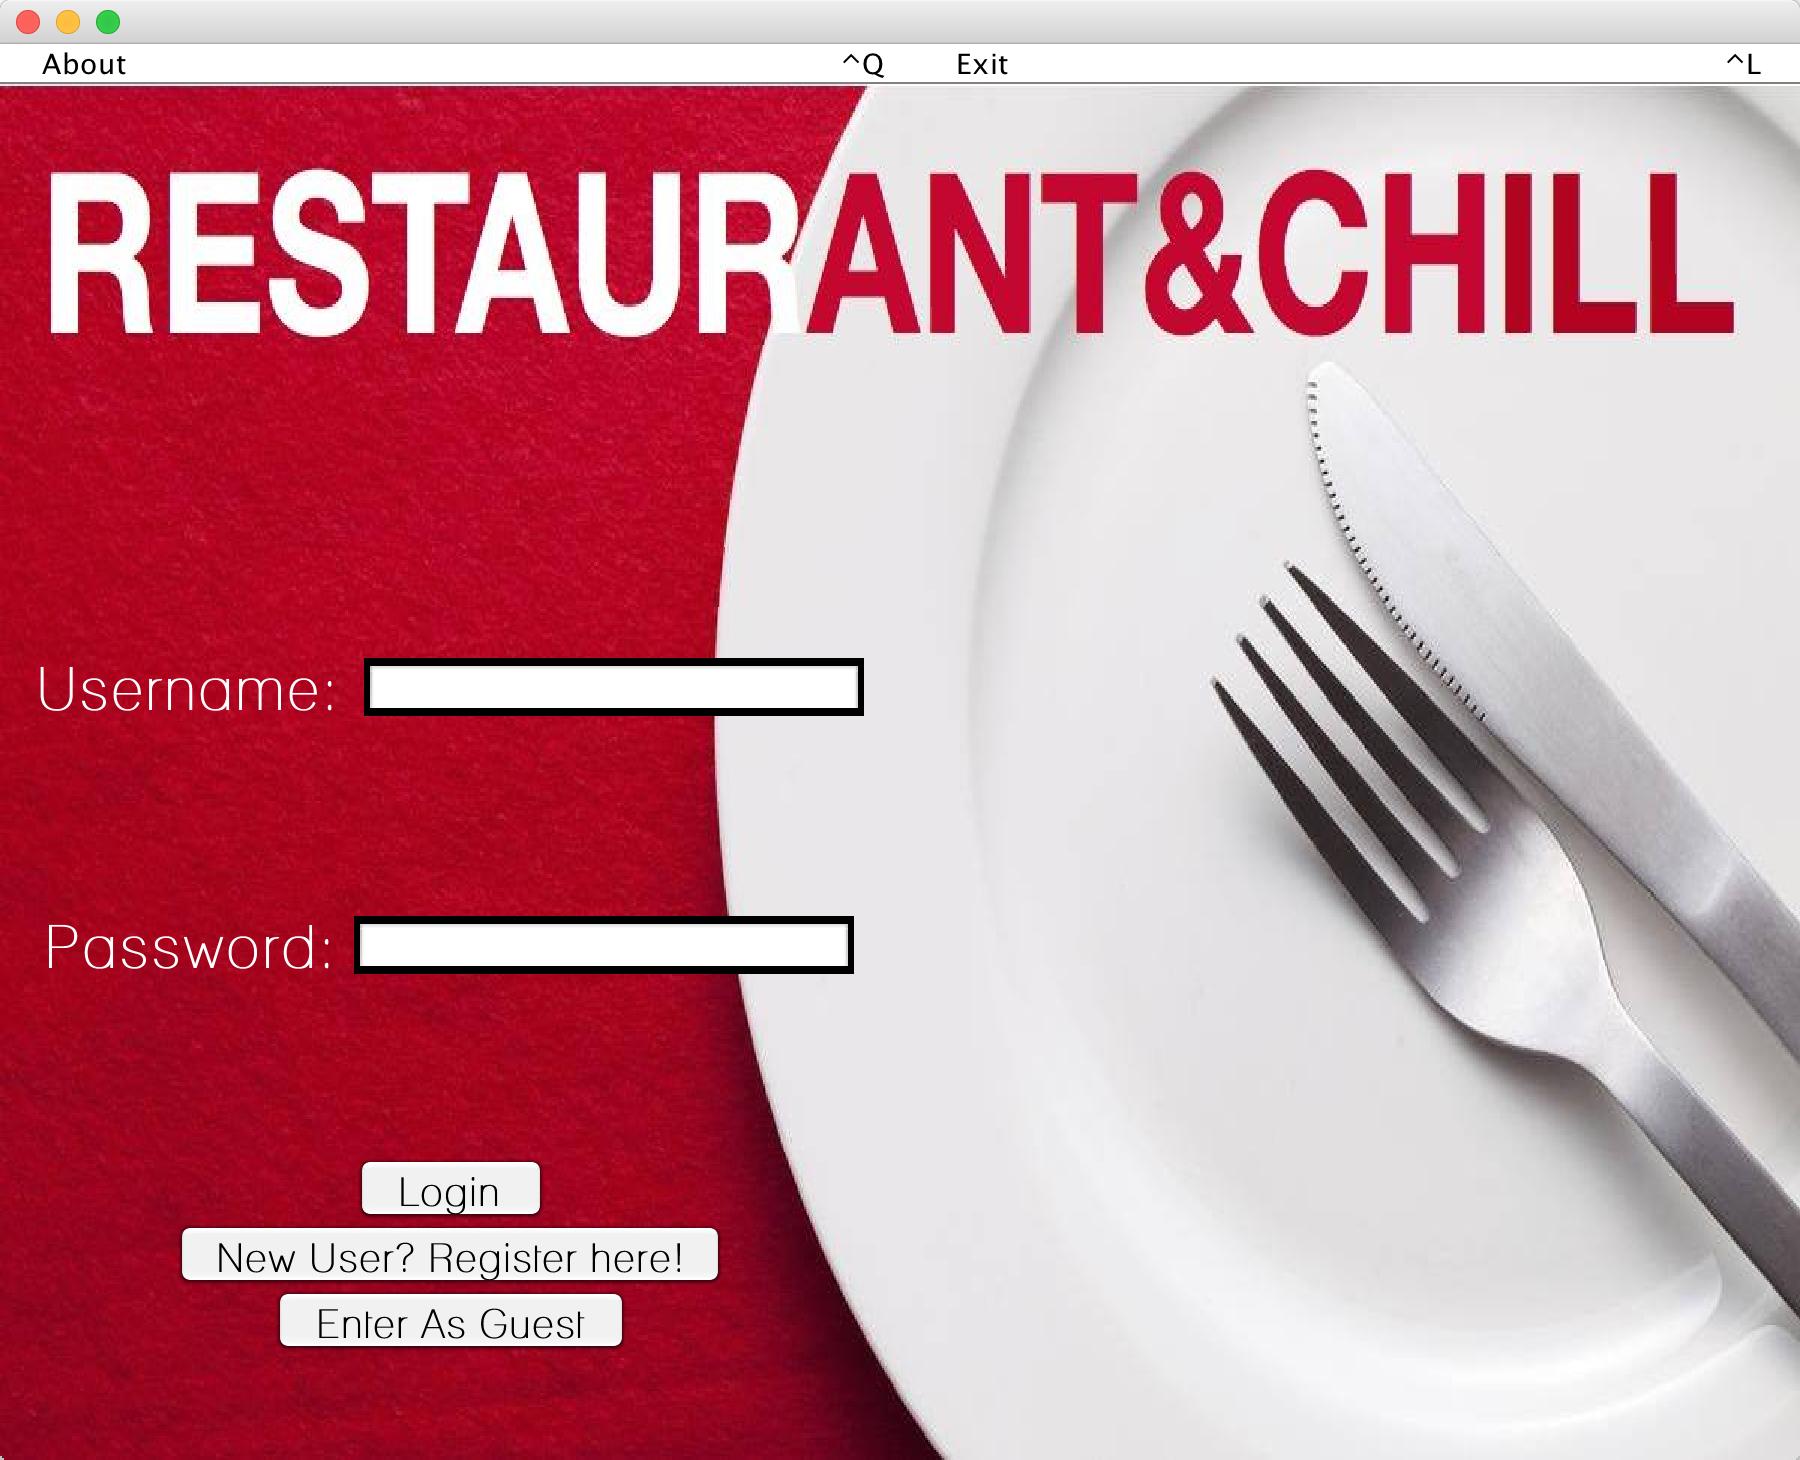 About ^Q Exit ^L
RESTAURANT&CHILL
Username:
Password:
Login
New User? Register here!
Enter As Guest